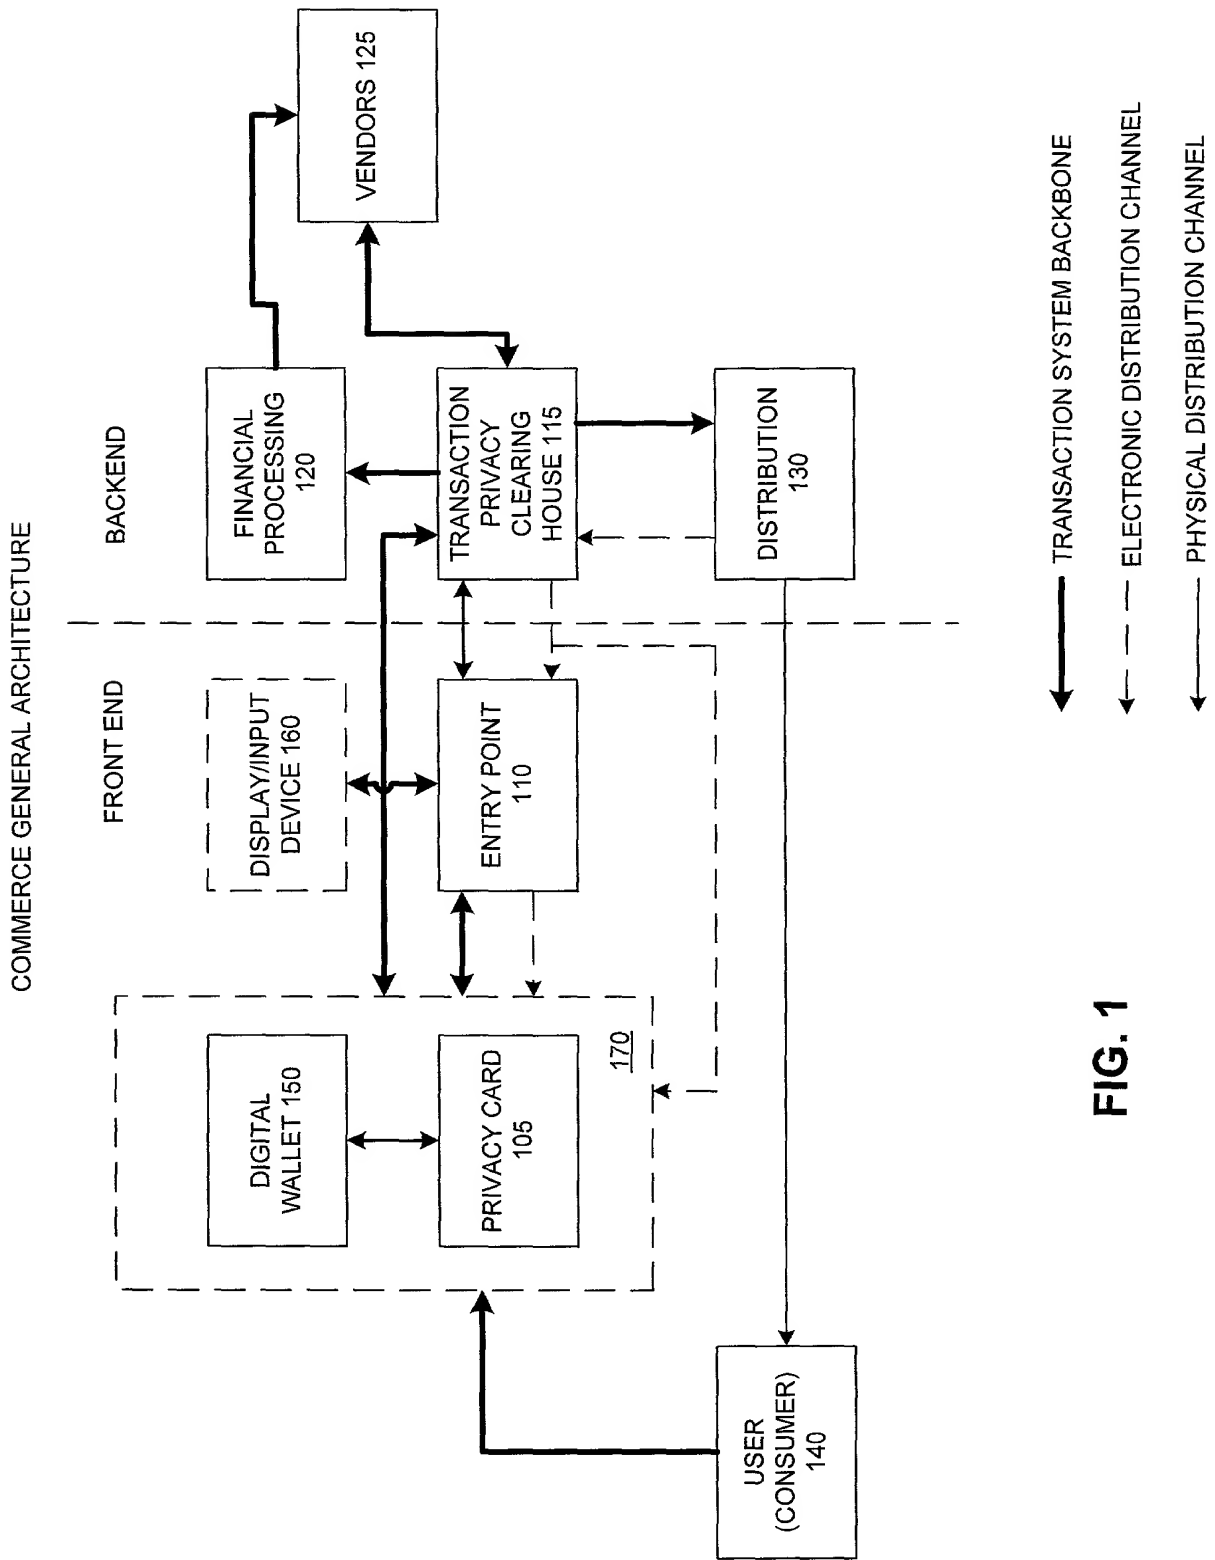 COMMERCE GENERAL ARCHITECTURE
FRONT END
BACKEND
DIGITAL
WALLET 150
PRIVACY CARD
105
170
DISPLAY/INPUT
DEVICE 160
ENTRY POINT
110
FINANCIAL
PROCESSING
120
TRANSACTION
PRIVACY
CLEARING
HOUSE 115
VENDORS 125
DISTRIBUTION
130
USER
(CONSUMER)
140
TRANSACTION SYSTEM BACKBONE
ELECTRONIC DISTRIBUTION CHANNEL
PHYSICAL DISTRIBUTION CHANNEL
FIG. 1